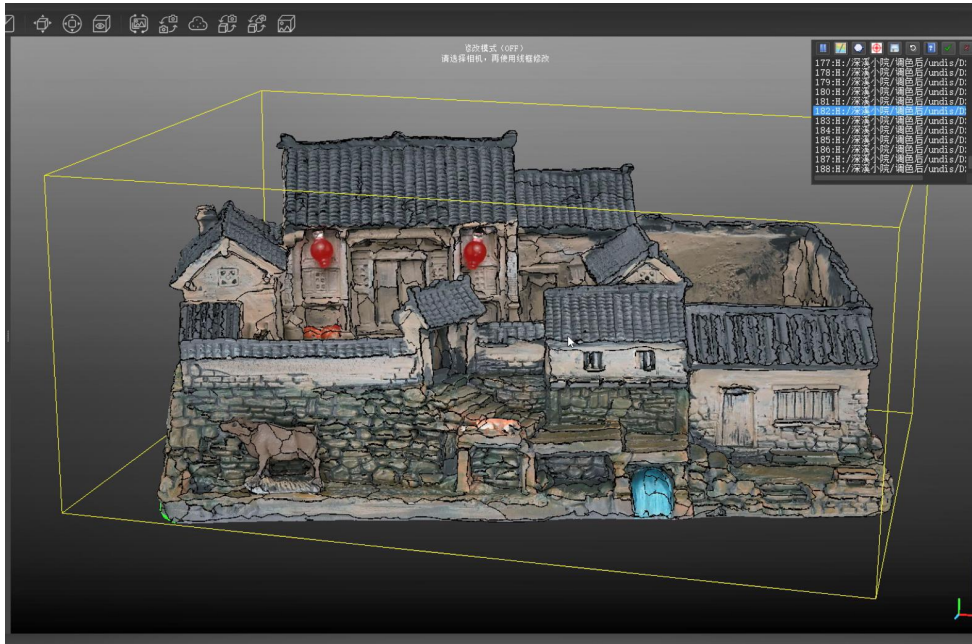 修改模式（OFF）
请选择相机，再使用线框修改
177:H:/深溪小院/调色后/undis/D
178:H:/深溪小院/调色后/undis/D
179:H:/深溪小院/调色后/undis/D
180:H:/深溪小院/调色后/undis/D
181:H:/深溪小院/调色后/undis/D
182:H:/深溪小院/调色后/undis/D
183:H:/深溪小院/调色后/undis/D
184:H:/深溪小院/调色后/undis/D
185:H:/深溪小院/调色后/undis/D
186:H:/深溪小院/调色后/undis/D
187:H:/深溪小院/调色后/undis/D
188:H:/深溪小院/调色后/undis/D